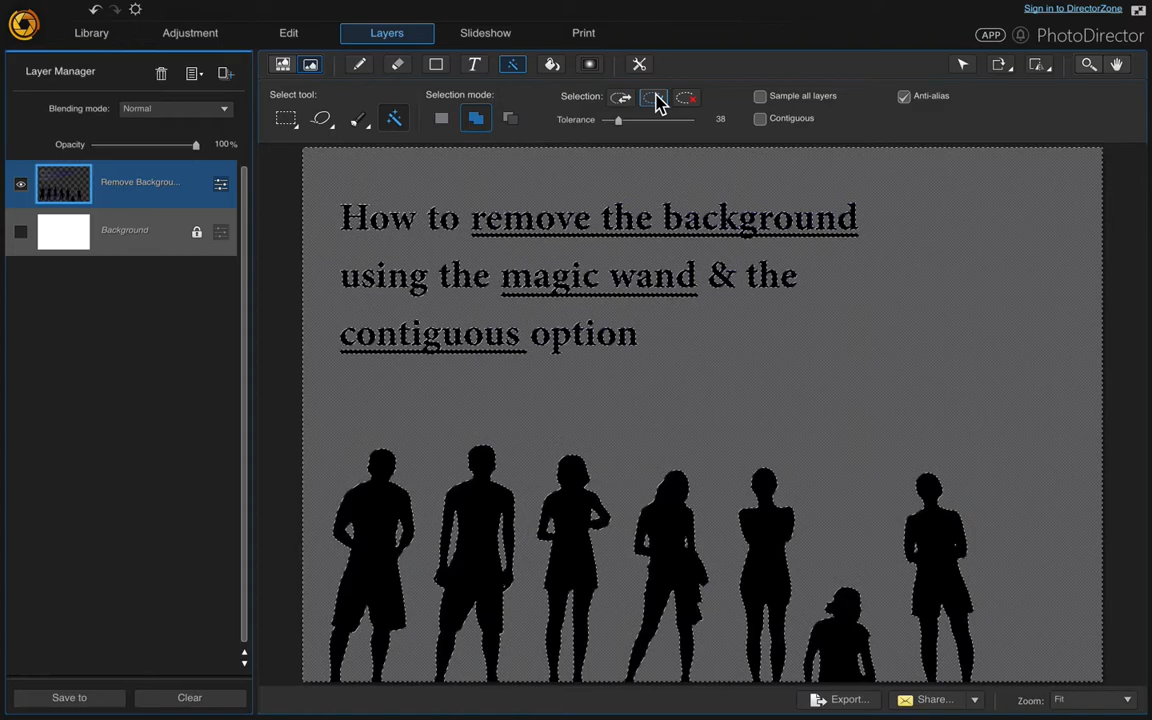 Sign in to DirectorZone
Library
Adjustment
Edit
Layers
Slideshow
Print
APP
PhotoDirector
Layer Manager
T
Select tool:
Selection mode:
Selection:
Sample all layers
Anti-alias
Tolerance
38
Contiguous
Blending mode:
Normal
Opacity
100%
Remove Backgrou...
Background
How to remove the background
using the magic wand & the
contiguous option
Save to
Clear
Export...
Share...
Zoom:
Fit